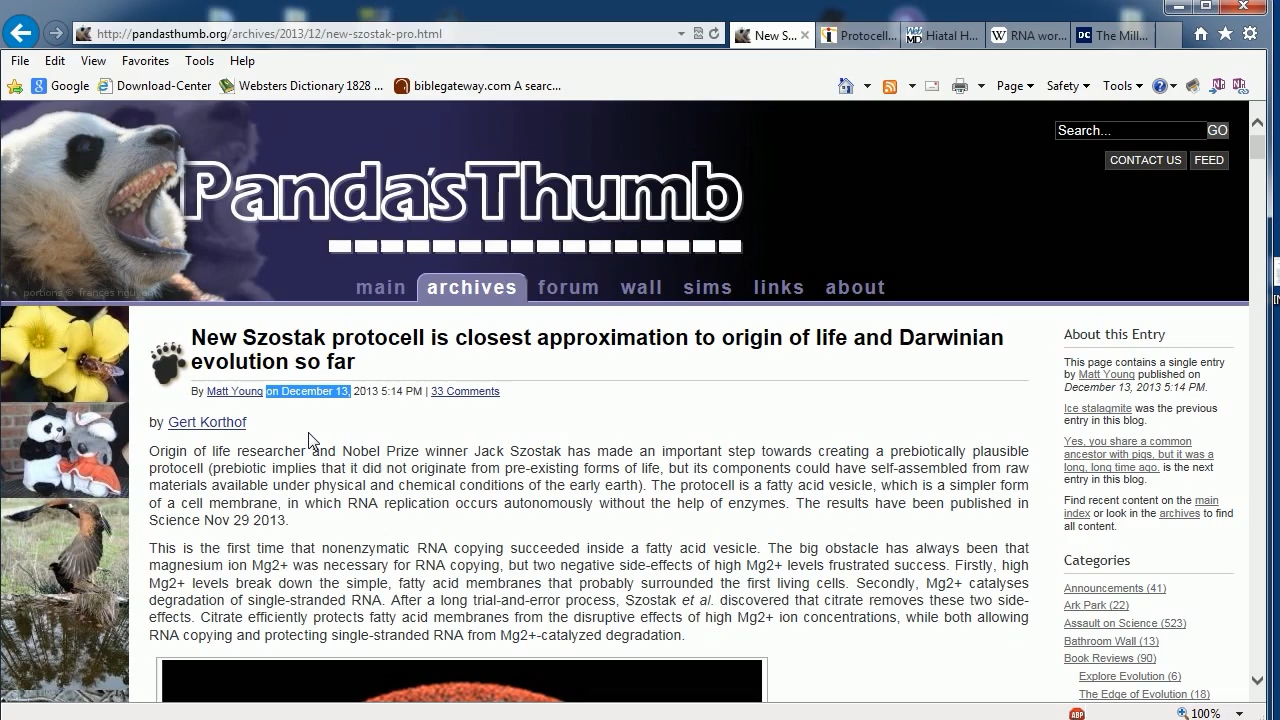 http://pandasthumb.org/archives/2013/12/new-szostak-pro.html
New S...
Protocell...
WebMD
Hiatal H...
W
RNA wor...
DC
The Mill...
File Edit View Favorites Tools Help
Google
Download-Center
Websters Dictionary 1828 ...
biblegateway.com A searc...
Page
Safety
Tools
Panda'sThumb
Search...
GO
CONTACT US
FEED
main archives forum wall sims links about
New Szostak protocell is closest approximation to origin of life and Darwinian
evolution so far
By Matt Young on December 13, 2013 5:14 PM | 33 Comments
by Gert Korthof
Origin of life researcher and Nobel Prize winner Jack Szostak has made an important step towards creating a prebiotically plausible
protocell (prebiotic implies that it did not originate from pre-existing forms of life, but its components could have self-assembled from raw
materials available under physical and chemical conditions of the early earth). The protocell is a fatty acid vesicle, which is a simpler form
of a cell membrane, in which RNA replication occurs autonomously without the help of enzymes. The results have been published in
Science Nov 29 2013.
This is the first time that nonenzymatic RNA copying succeeded inside a fatty acid vesicle. The big obstacle has always been that
magnesium ion Mg2+ was necessary for RNA copying, but two negative side-effects of high Mg2+ levels frustrated success. Firstly, high
Mg2+ levels break down the simple, fatty acid membranes that probably surrounded the first living cells. Secondly, Mg2+ catalyses
degradation of single-stranded RNA. After a long trial-and-error process, Szostak et al. discovered that citrate removes these two side-
effects. Citrate efficiently protects fatty acid membranes from the disruptive effects of high Mg2+ ion concentrations, while both allowing
RNA copying and protecting single-stranded RNA from Mg2+-catalyzed degradation.
About this Entry
This page contains a single entry
by Matt Young published on
December 13, 2013 5:14 PM.
Ice stalagmite was the previous
entry in this blog.
Yes, you share a common
ancestor with pigs, but it was a
long, long time ago. is the next
entry in this blog.
Find recent content on the main
index or look in the archives to find
all content.
Categories
Announcements (41)
Ark Park (22)
Assault on Science (523)
Bathroom Wall (13)
Book Reviews (90)
Explore Evolution (6)
The Edge of Evolution (18)
ABP
100%